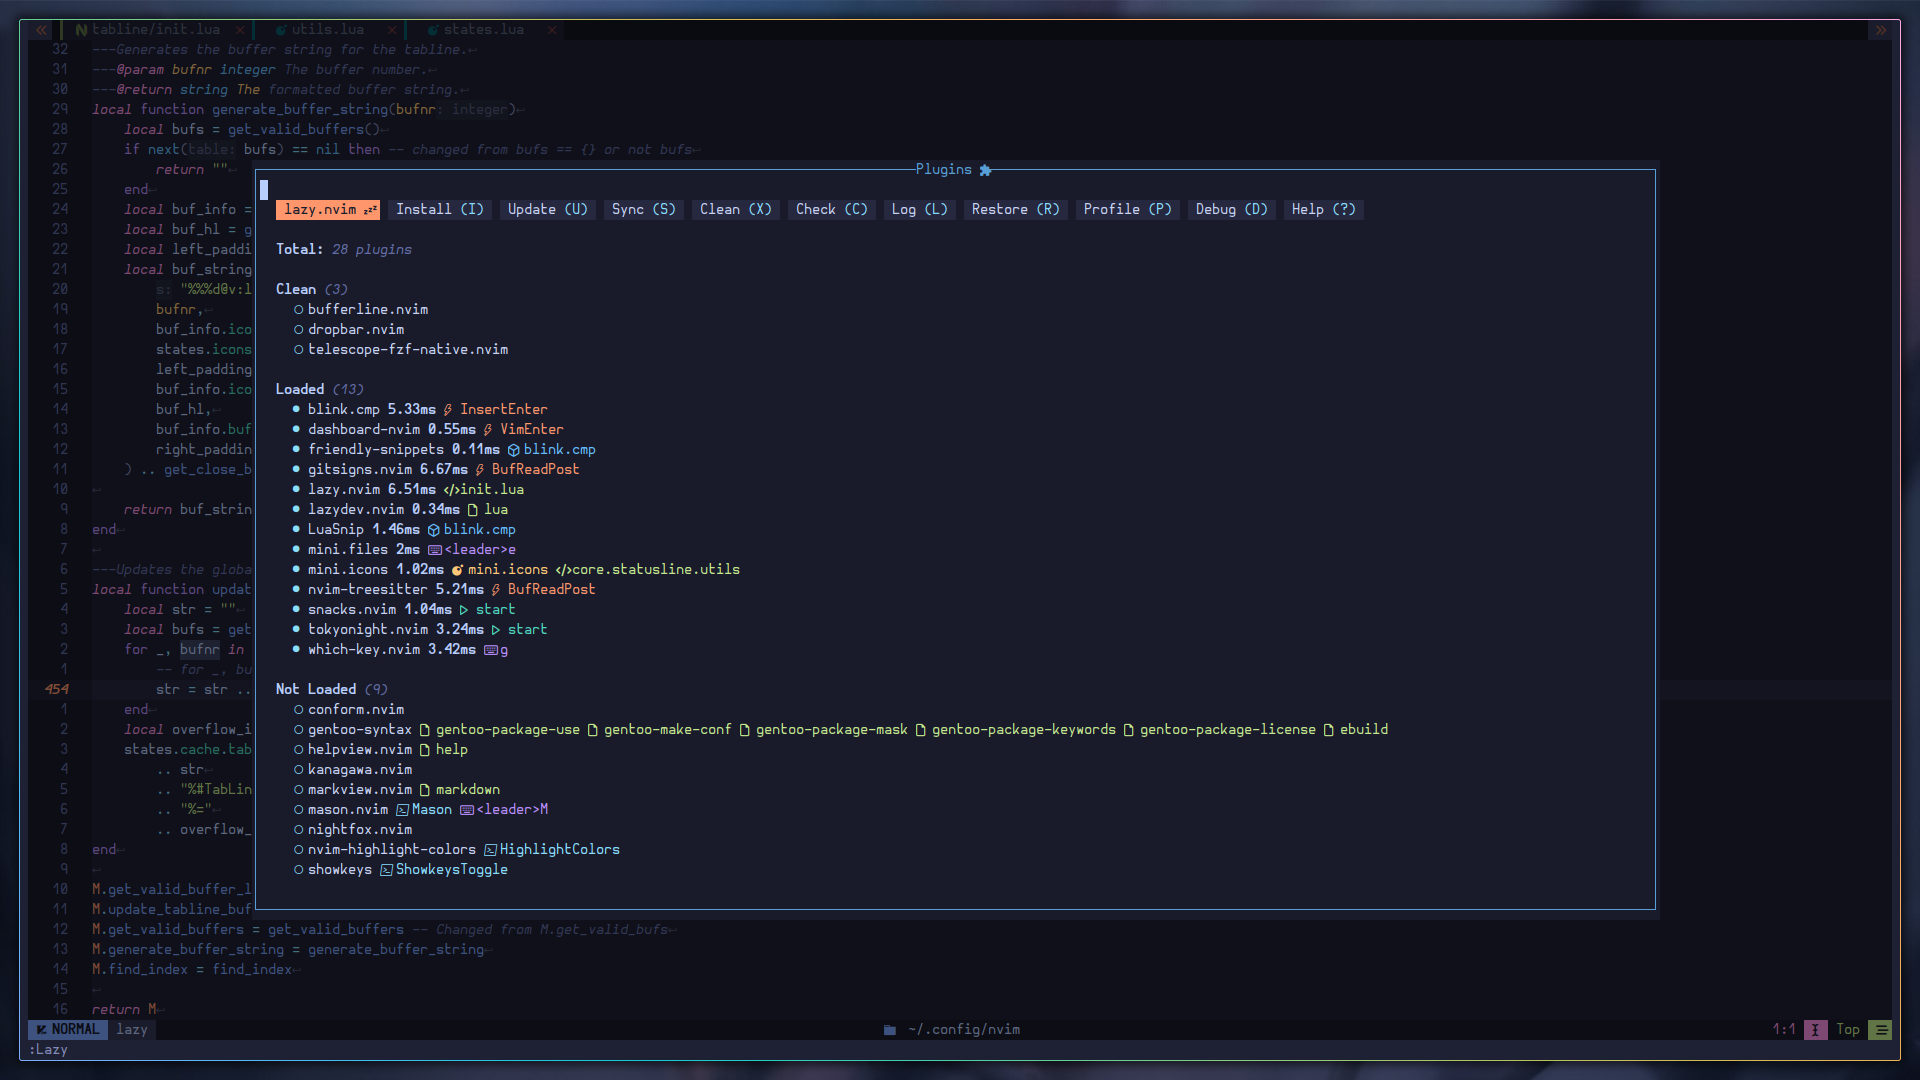 « tabline/init.lua × utils.lua × states.lua × »
32 ---Generates the buffer string for the tabline.↩
31 ---@param bufnr integer The buffer number.↩
30 ---@return string The formatted buffer string.↩
29 local function generate_buffer_string(bufnr: integer)↩
28 local bufs = get_valid_buffers()↩
27 if next(table: bufs) == nil then -- changed from bufs == {} or not bufs↩
26 return ""↩
Plugins
25 end↩
24 local buf_info =
lazy.nvim zzz Install (I) Update (U) Sync (S) Clean (X) Check (C) Log (L) Restore (R) Profile (P) Debug (D) Help (?)
23 local buf_hl = g
22 local left_paddi
Total: 28 plugins
21 local buf_string
20 s: "%%%d@v:l
Clean (3)
19 bufnr,↩
bufferline.nvim
18 buf_info.ico
dropbar.nvim
17 states.icons
telescope-fzf-native.nvim
16 left_padding
15 buf_info.ico
Loaded (13)
14 buf_hl,↩
blink.cmp 5.33ms InsertEnter
13 buf_info.buf
dashboard-nvim 0.55ms VimEnter
12 right_paddin
friendly-snippets 0.11ms blink.cmp
11 ) .. get_close_b
gitsigns.nvim 6.67ms BufReadPost
10 ↩
lazy.nvim 6.51ms </>init.lua
9 return buf_strin
lazydev.nvim 0.34ms lua
8 end↩
LuaSnip 1.46ms blink.cmp
7 ↩
mini.files 2ms <leader>e
6 ---Updates the globa
mini.icons 1.02ms mini.icons </>core.statusline.utils
5 local function updat
nvim-treesitter 5.21ms BufReadPost
4 local str = ""↩
snacks.nvim 1.04ms start
3 local bufs = get
tokyonight.nvim 3.24ms start
2 for _, bufnr in
which-key.nvim 3.42ms g
1 -- for _, bu
454 str = str ..
Not Loaded (9)
1 end↩
conform.nvim
2 local overflow_i
gentoo-syntax gentoo-package-use gentoo-make-conf gentoo-package-mask gentoo-package-keywords gentoo-package-license ebuild
3 states.cache.tab
helpview.nvim help
4 .. str↩
kanagawa.nvim
5 .. "%#TabLin
markview.nvim markdown
6 .. "%="↩
mason.nvim Mason <leader>M
7 .. overflow_
nightfox.nvim
8 end↩
nvim-highlight-colors HighlightColors
9 ↩
showkeys ShowkeysToggle
10 M.get_valid_buffer_l
11 M.update_tabline_buf
12 M.get_valid_buffers = get_valid_buffers -- Changed from M.get_valid_bufs↩
13 M.generate_buffer_string = generate_buffer_string↩
14 M.find_index = find_index↩
15 ↩
16 return M↩
NORMAL lazy ~/.config/nvim 1:1 Top
:Lazy